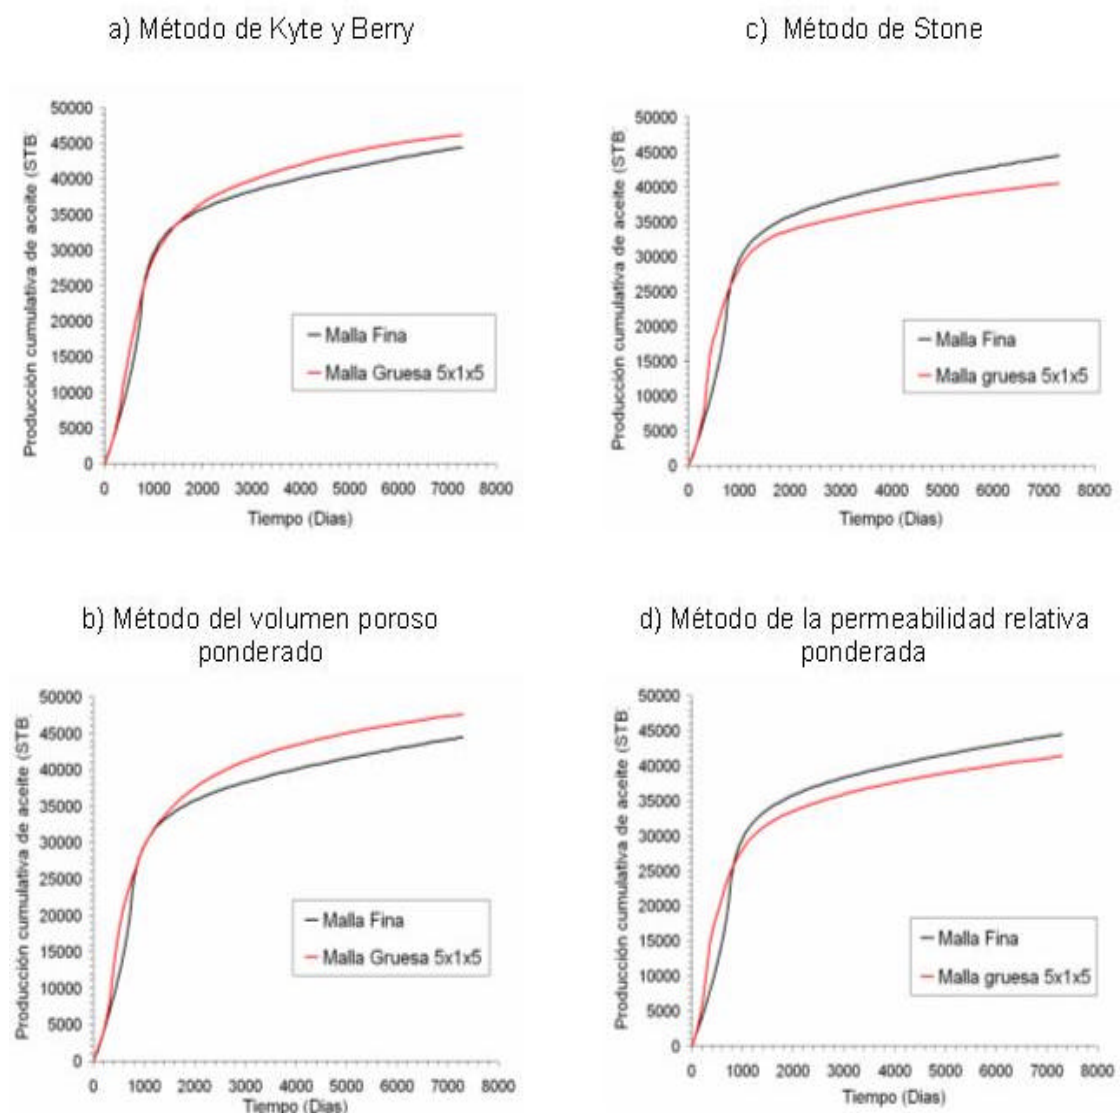 a) Método de Kyte y Berry
Producción cumulativa de aceite (STB
50000
45000
40000
35000
30000
25000
20000
15000
10000
5000
0
0 1000 2000 3000 4000 5000 6000 7000 8000
Tiempo (Dias)
Malla Fina
Malla Gruesa 5x1x5
c) Método de Stone
Producción cumulativa de aceite (STB
50000
45000
40000
35000
30000
25000
20000
15000
10000
5000
0
0 1000 2000 3000 4000 5000 6000 7000 8000
Tiempo (Dias)
Malla Fina
Malla gruesa 5x1x5
b) Método del volumen poroso
ponderado
Producción cumulativa de aceite (STB
50000
45000
40000
35000
30000
25000
20000
15000
10000
5000
0
0 1000 2000 3000 4000 5000 6000 7000 8000
Tiempo (Dias)
Malla Fina
Malla Gruesa 5x1x5
d) Método de la permeabilidad relativa
ponderada
Producción cumulativa de aceite (STB
50000
45000
40000
35000
30000
25000
20000
15000
10000
5000
0
0 1000 2000 3000 4000 5000 6000 7000 8000
Tiempo (Dias)
Malla Fina
Malla gruesa 5x1x5